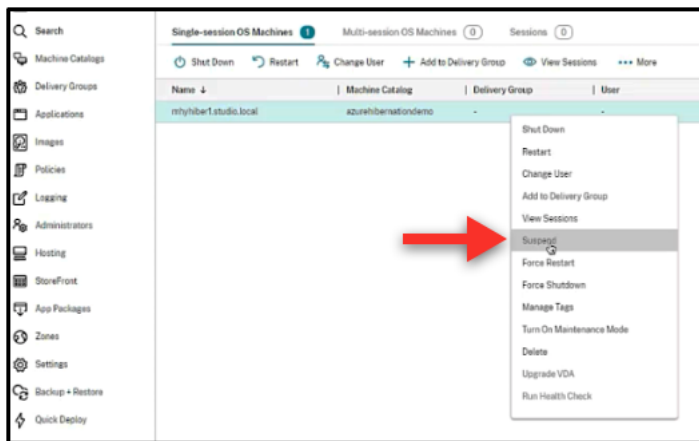 Search
Machine Catalogs
Delivery Groups
Applications
Images
Policies
Logging
Administrators
Hosting
StoreFront
App Packages
Zones
Settings
Backup + Restore
Quick Deploy
Single-session OS Machines 1 Multi-session OS Machines 0 Sessions 0
Shut Down Restart Change User Add to Delivery Group View Sessions ••• More
Name ↓ Machine Catalog Delivery Group User
mhyhiber1.studio.local azurehibernationdemo - -
Shut Down
Restart
Change User
Add to Delivery Group
View Sessions
Suspend
Force Restart
Force Shutdown
Manage Tags
Turn On Maintenance Mode
Delete
Upgrade VDA
Run Health Check